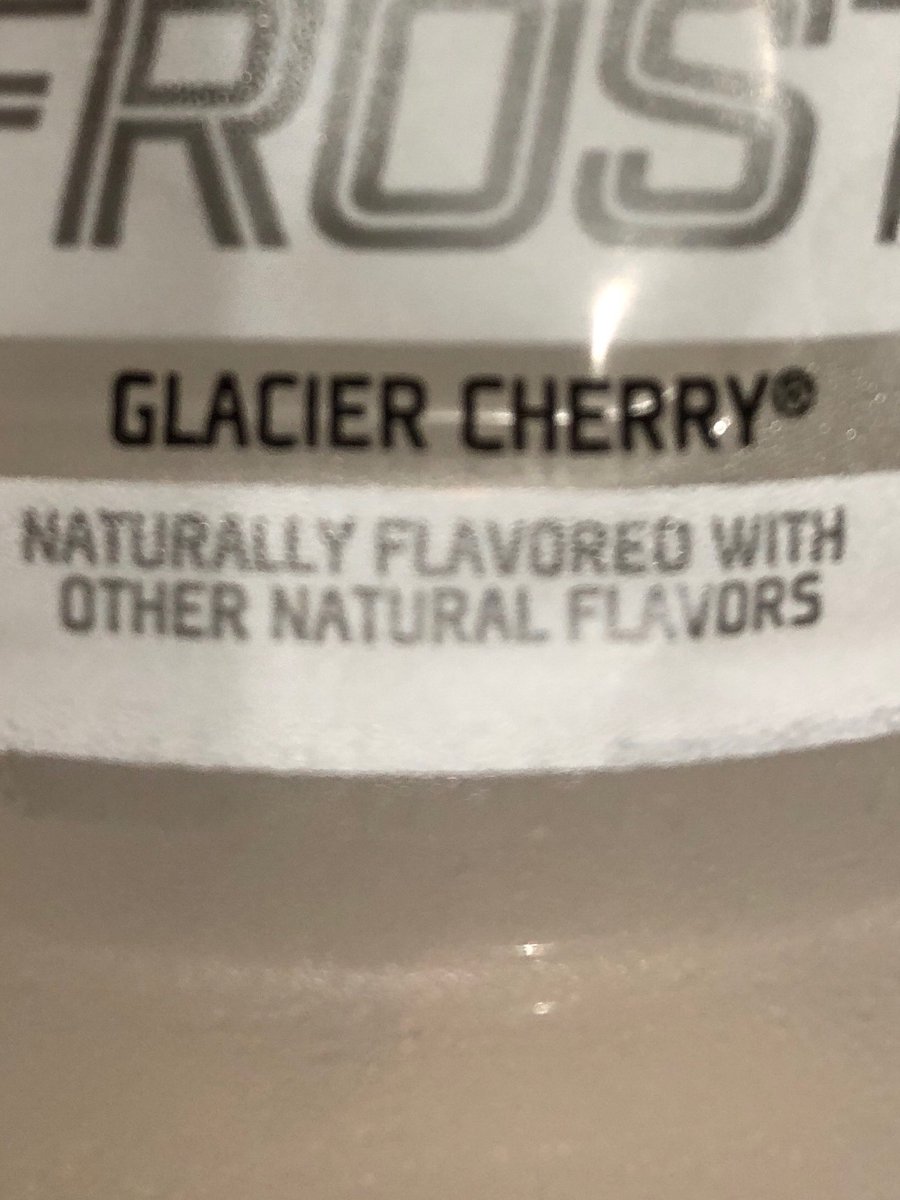 FROST
GLACIER CHERRY®
NATURALLY FLAVORED WITH
OTHER NATURAL FLAVORS